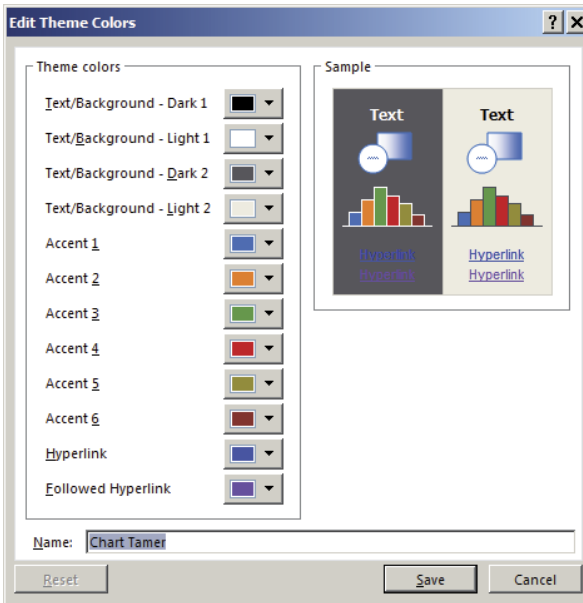 Edit Theme Colors
Theme colors
Text/Background - Dark 1
Text/Background - Light 1
Text/Background - Dark 2
Text/Background - Light 2
Accent 1
Accent 2
Accent 3
Accent 4
Accent 5
Accent 6
Hyperlink
Followed Hyperlink
Sample
Text Text
Hyperlink Hyperlink
Hyperlink Hyperlink
Name: Chart Tamer
Reset Save Cancel